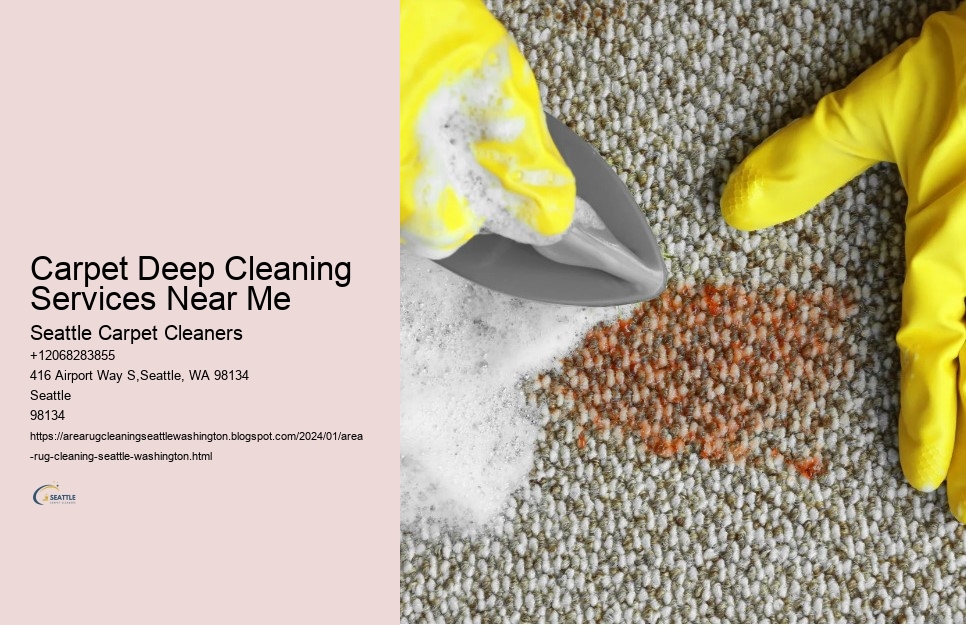 Carpet Deep Cleaning
Services Near Me
Seattle Carpet Cleaners
+12068283855
416 Airport Way S,Seattle, WA 98134
Seattle
98134
https://arearugcleaningseattlewashington.blogspot.com/2024/01/area
-rug-cleaning-seattle-washington.html
SEATTLE